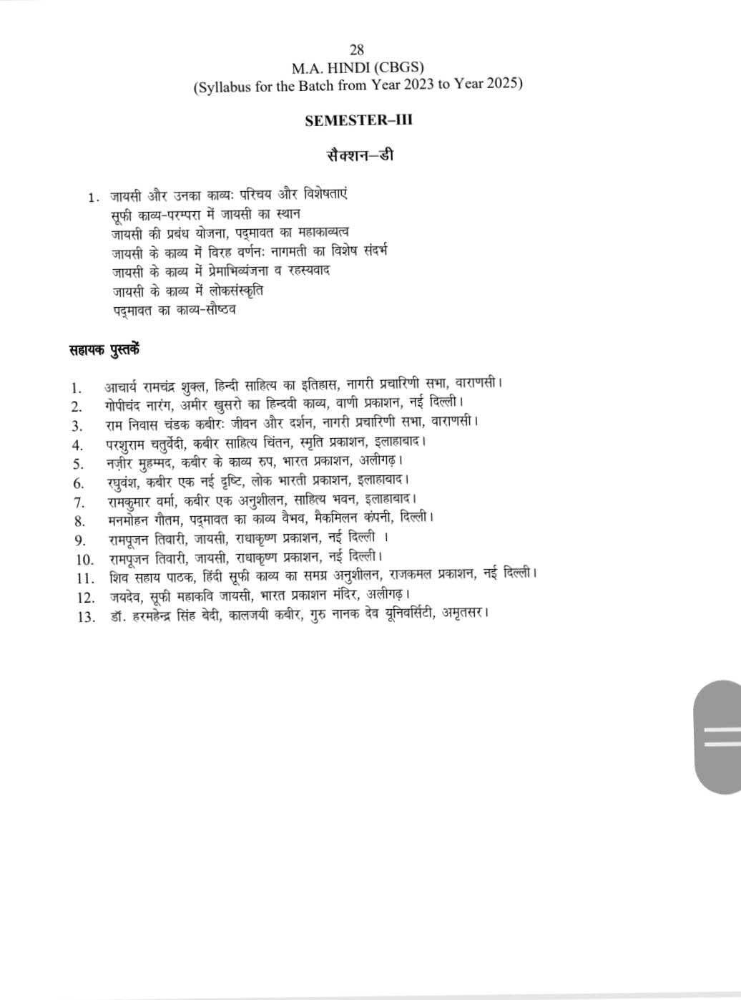 28
M.A. HINDI (CBGS)
(Syllabus for the Batch from Year 2023 to Year 2025)
SEMESTER–III
सैक्शन–डी
1. जायसी और उनका काव्यः परिचय और विशेषताएं
सूफी काव्य-परम्परा में जायसी का स्थान
जायसी की प्रबंध योजना, पद्‌मावत का महाकाव्यत्व
जायसी के काव्य में विरह वर्णनः नागमती का विशेष संदर्भ
जायसी के काव्य में प्रेमाभिव्यंजना व रहस्यवाद
जायसी के काव्य में लोकसंस्कृति
पद्‌मावत का काव्य-सौष्ठव
सहायक पुस्तकें
1. आचार्य रामचंद्र शुक्ल, हिन्दी साहित्य का इतिहास, नागरी प्रचारिणी सभा, वाराणसी।
2. गोपीचंद नारंग, अमीर खुसरो का हिन्दवी काव्य, वाणी प्रकाशन, नई दिल्ली।
3. राम निवास चंडक कबीरः जीवन और दर्शन, नागरी प्रचारिणी सभा, वाराणसी।
4. परशुराम चतुर्वेदी, कबीर साहित्य चिंतन, स्मृति प्रकाशन, इलाहाबाद।
5. नज़ीर मुहम्मद, कबीर के काव्य रुप, भारत प्रकाशन, अलीगढ़।
6. रघुवंश, कबीर एक नई दृष्टि, लोक भारती प्रकाशन, इलाहाबाद।
7. रामकुमार वर्मा, कबीर एक अनुशीलन, साहित्य भवन, इलाहाबाद।
8. मनमोहन गौतम, पद्‌मावत का काव्य वैभव, मैकमिलन कंपनी, दिल्ली।
9. रामपूजन तिवारी, जायसी, राधाकृष्ण प्रकाशन, नई दिल्ली ।
10. रामपूजन तिवारी, जायसी, राधाकृष्ण प्रकाशन, नई दिल्ली।
11. शिव सहाय पाठक, हिंदी सूफी काव्य का समग्र अनुशीलन, राजकमल प्रकाशन, नई दिल्ली।
12. जयदेव, सूफी महाकवि जायसी, भारत प्रकाशन मंदिर, अलीगढ़।
13. डॉ. हरमहेन्द्र सिंह बेदी, कालजयी कबीर, गुरु नानक देव यूनिवर्सिटी, अमृतसर।